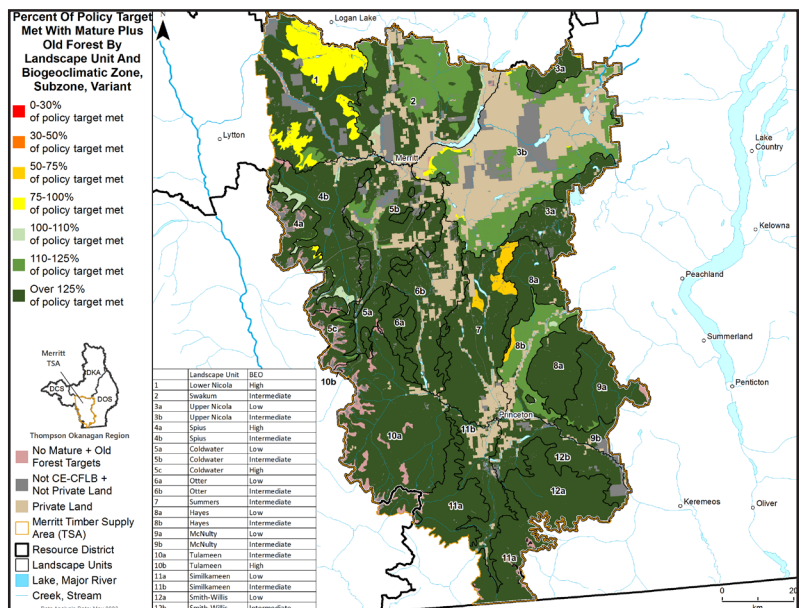 Percent Of Policy Target
Met With Mature Plus
Old Forest By
Landscape Unit And
Biogeoclimatic Zone,
Subzone, Variant
0-30%
of policy target met
30-50%
of policy target met
50-75%
of policy target met
75-100%
of policy target met
100-110%
of policy target met
110-125%
of policy target met
Over 125%
of policy target met
Merritt
TSA
DKA
DCS
DOS
Thompson Okanagan Region
No Mature + Old
Forest Targets
Not CE-CFLB +
Not Private Land
Private Land
Merritt Timber Supply
Area (TSA)
Resource District
Landscape Units
Lake, Major River
Creek, Stream
N
Logan Lake
Lytton
Merritt
Lake
Country
Kelowna
Peachland
Summerland
Penticton
Princeton
Keremeos
Oliver
1
2
3a
3b
3a
4b
4a
5b
5a
5c
6b
6a
7
8a
8b
8a
9a
9b
10b
10a
11b
12b
12a
11a
11a
Landscape Unit BEO
1 Lower Nicola High
2 Swakum Intermediate
3a Upper Nicola Low
3b Upper Nicola Intermediate
4a Spius High
4b Spius Intermediate
5a Coldwater Low
5b Coldwater Intermediate
5c Coldwater High
6a Otter Low
6b Otter Intermediate
7 Summers Intermediate
8a Hayes Low
8b Hayes Intermediate
9a McNulty Low
9b McNulty Intermediate
10a Tulameen Intermediate
10b Tulameen High
11a Similkameen Low
11b Similkameen Intermediate
12a Smith-Willis Low
12b Smith-Willis Intermediate
0
20